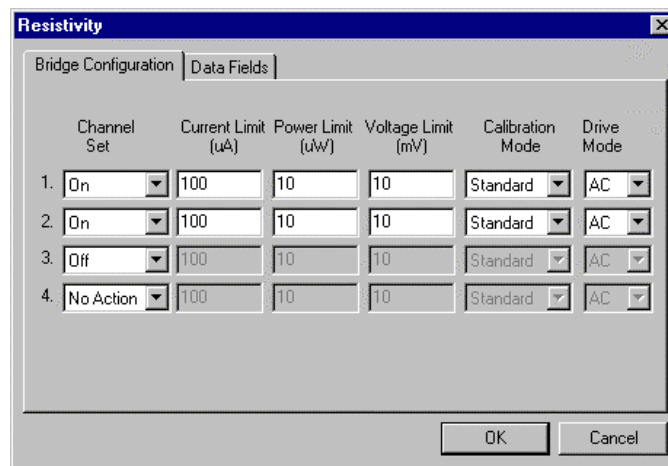 Resistivity
Bridge Configuration Data Fields
Channel Set Current Limit (uA) Power Limit (uW) Voltage Limit (mV) Calibration Mode Drive Mode
1. On 100 10 10 Standard AC
2. On 100 10 10 Standard AC
3. Off 100 10 10 Standard AC
4. No Action 100 10 10 Standard AC
OK Cancel